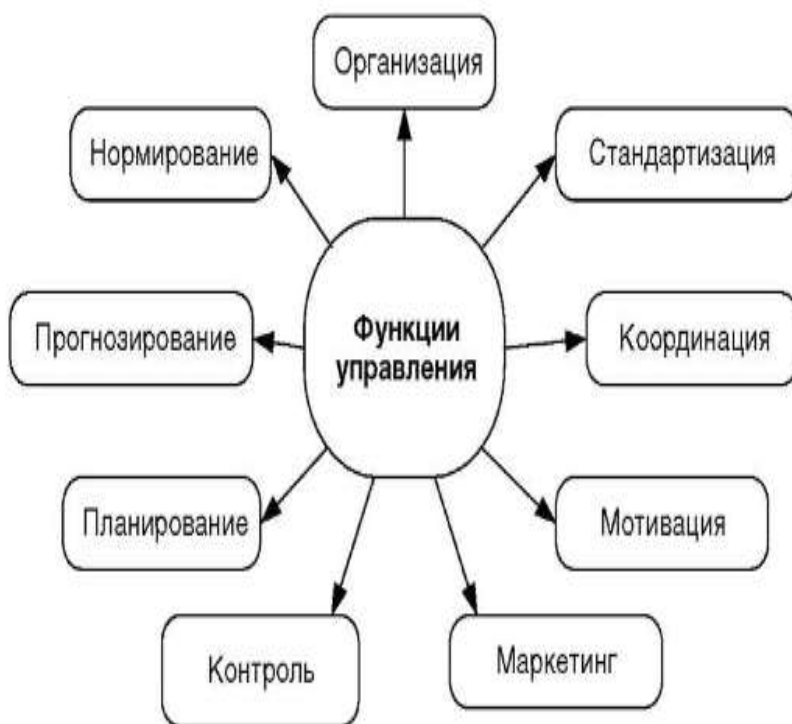 Организация
Нормирование
Стандартизация
Прогнозирование
Функции
управления
Координация
Планирование
Мотивация
Контроль
Маркетинг